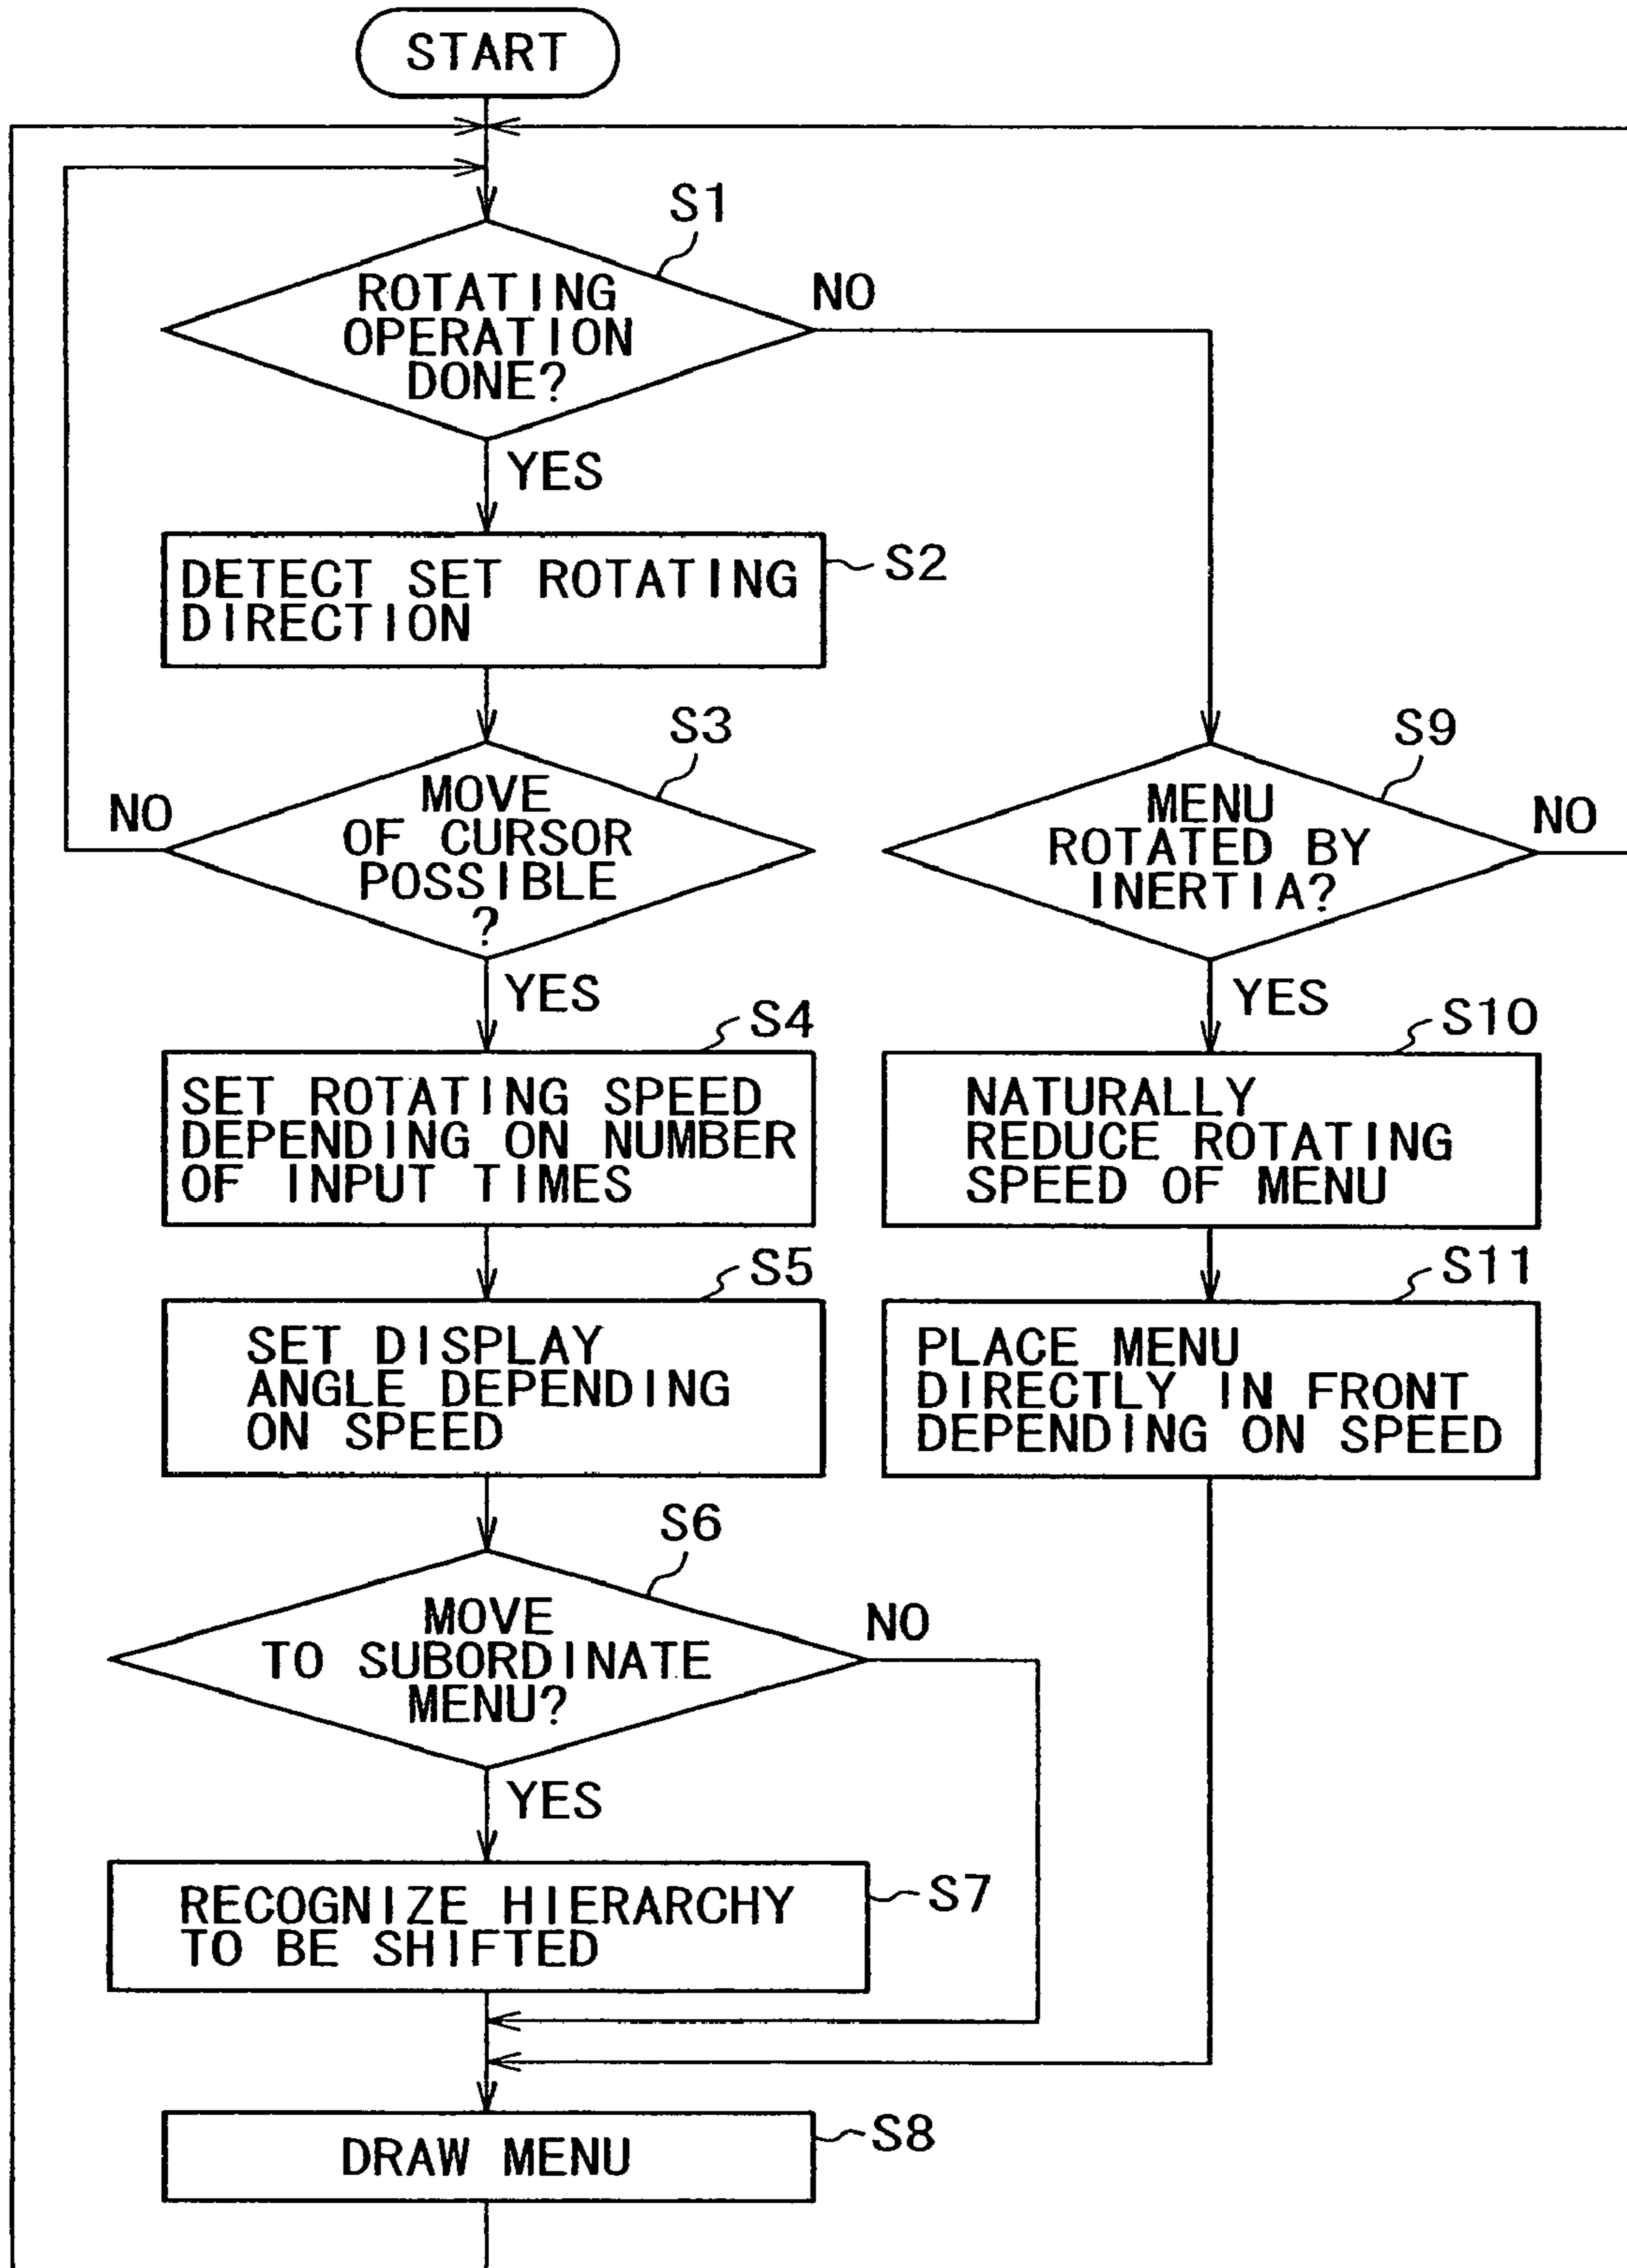 START
S1
ROTATING
OPERATION
DONE?
NO
YES
DETECT SET ROTATING
DIRECTION
S2
S3
MOVE
OF CURSOR
POSSIBLE
?
NO
YES
S9
MENU
ROTATED BY
INERTIA?
NO
YES
S4
SET ROTATING SPEED
DEPENDING ON NUMBER
OF INPUT TIMES
S10
NATURALLY
REDUCE ROTATING
SPEED OF MENU
S5
SET DISPLAY
ANGLE DEPENDING
ON SPEED
S11
PLACE MENU
DIRECTLY IN FRONT
DEPENDING ON SPEED
S6
MOVE
TO SUBORDINATE
MENU?
NO
YES
RECOGNIZE HIERARCHY
TO BE SHIFTED
S7
DRAW MENU
S8